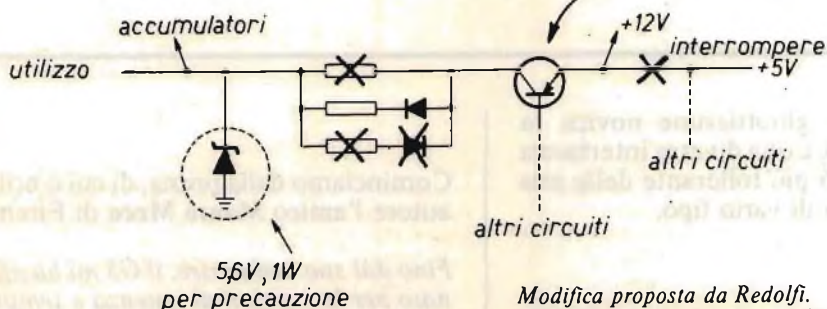 accumulatori
+12V
interrompere
utilizzo
+5V
altri circuiti
altri circuiti
5,6V, 1W
per precauzione
Modifica proposta da Redolfi.